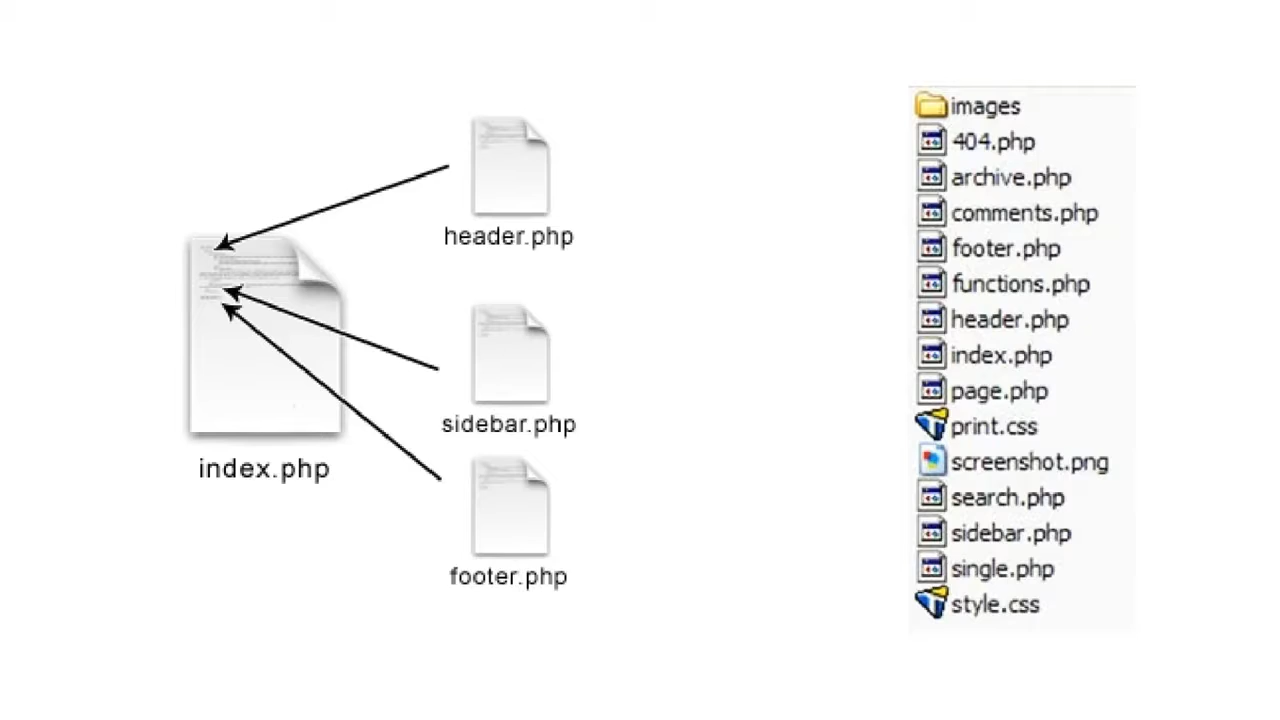 header.php
index.php
sidebar.php
footer.php
images
404.php
archive.php
comments.php
footer.php
functions.php
header.php
index.php
page.php
print.css
screenshot.png
search.php
sidebar.php
single.php
style.css